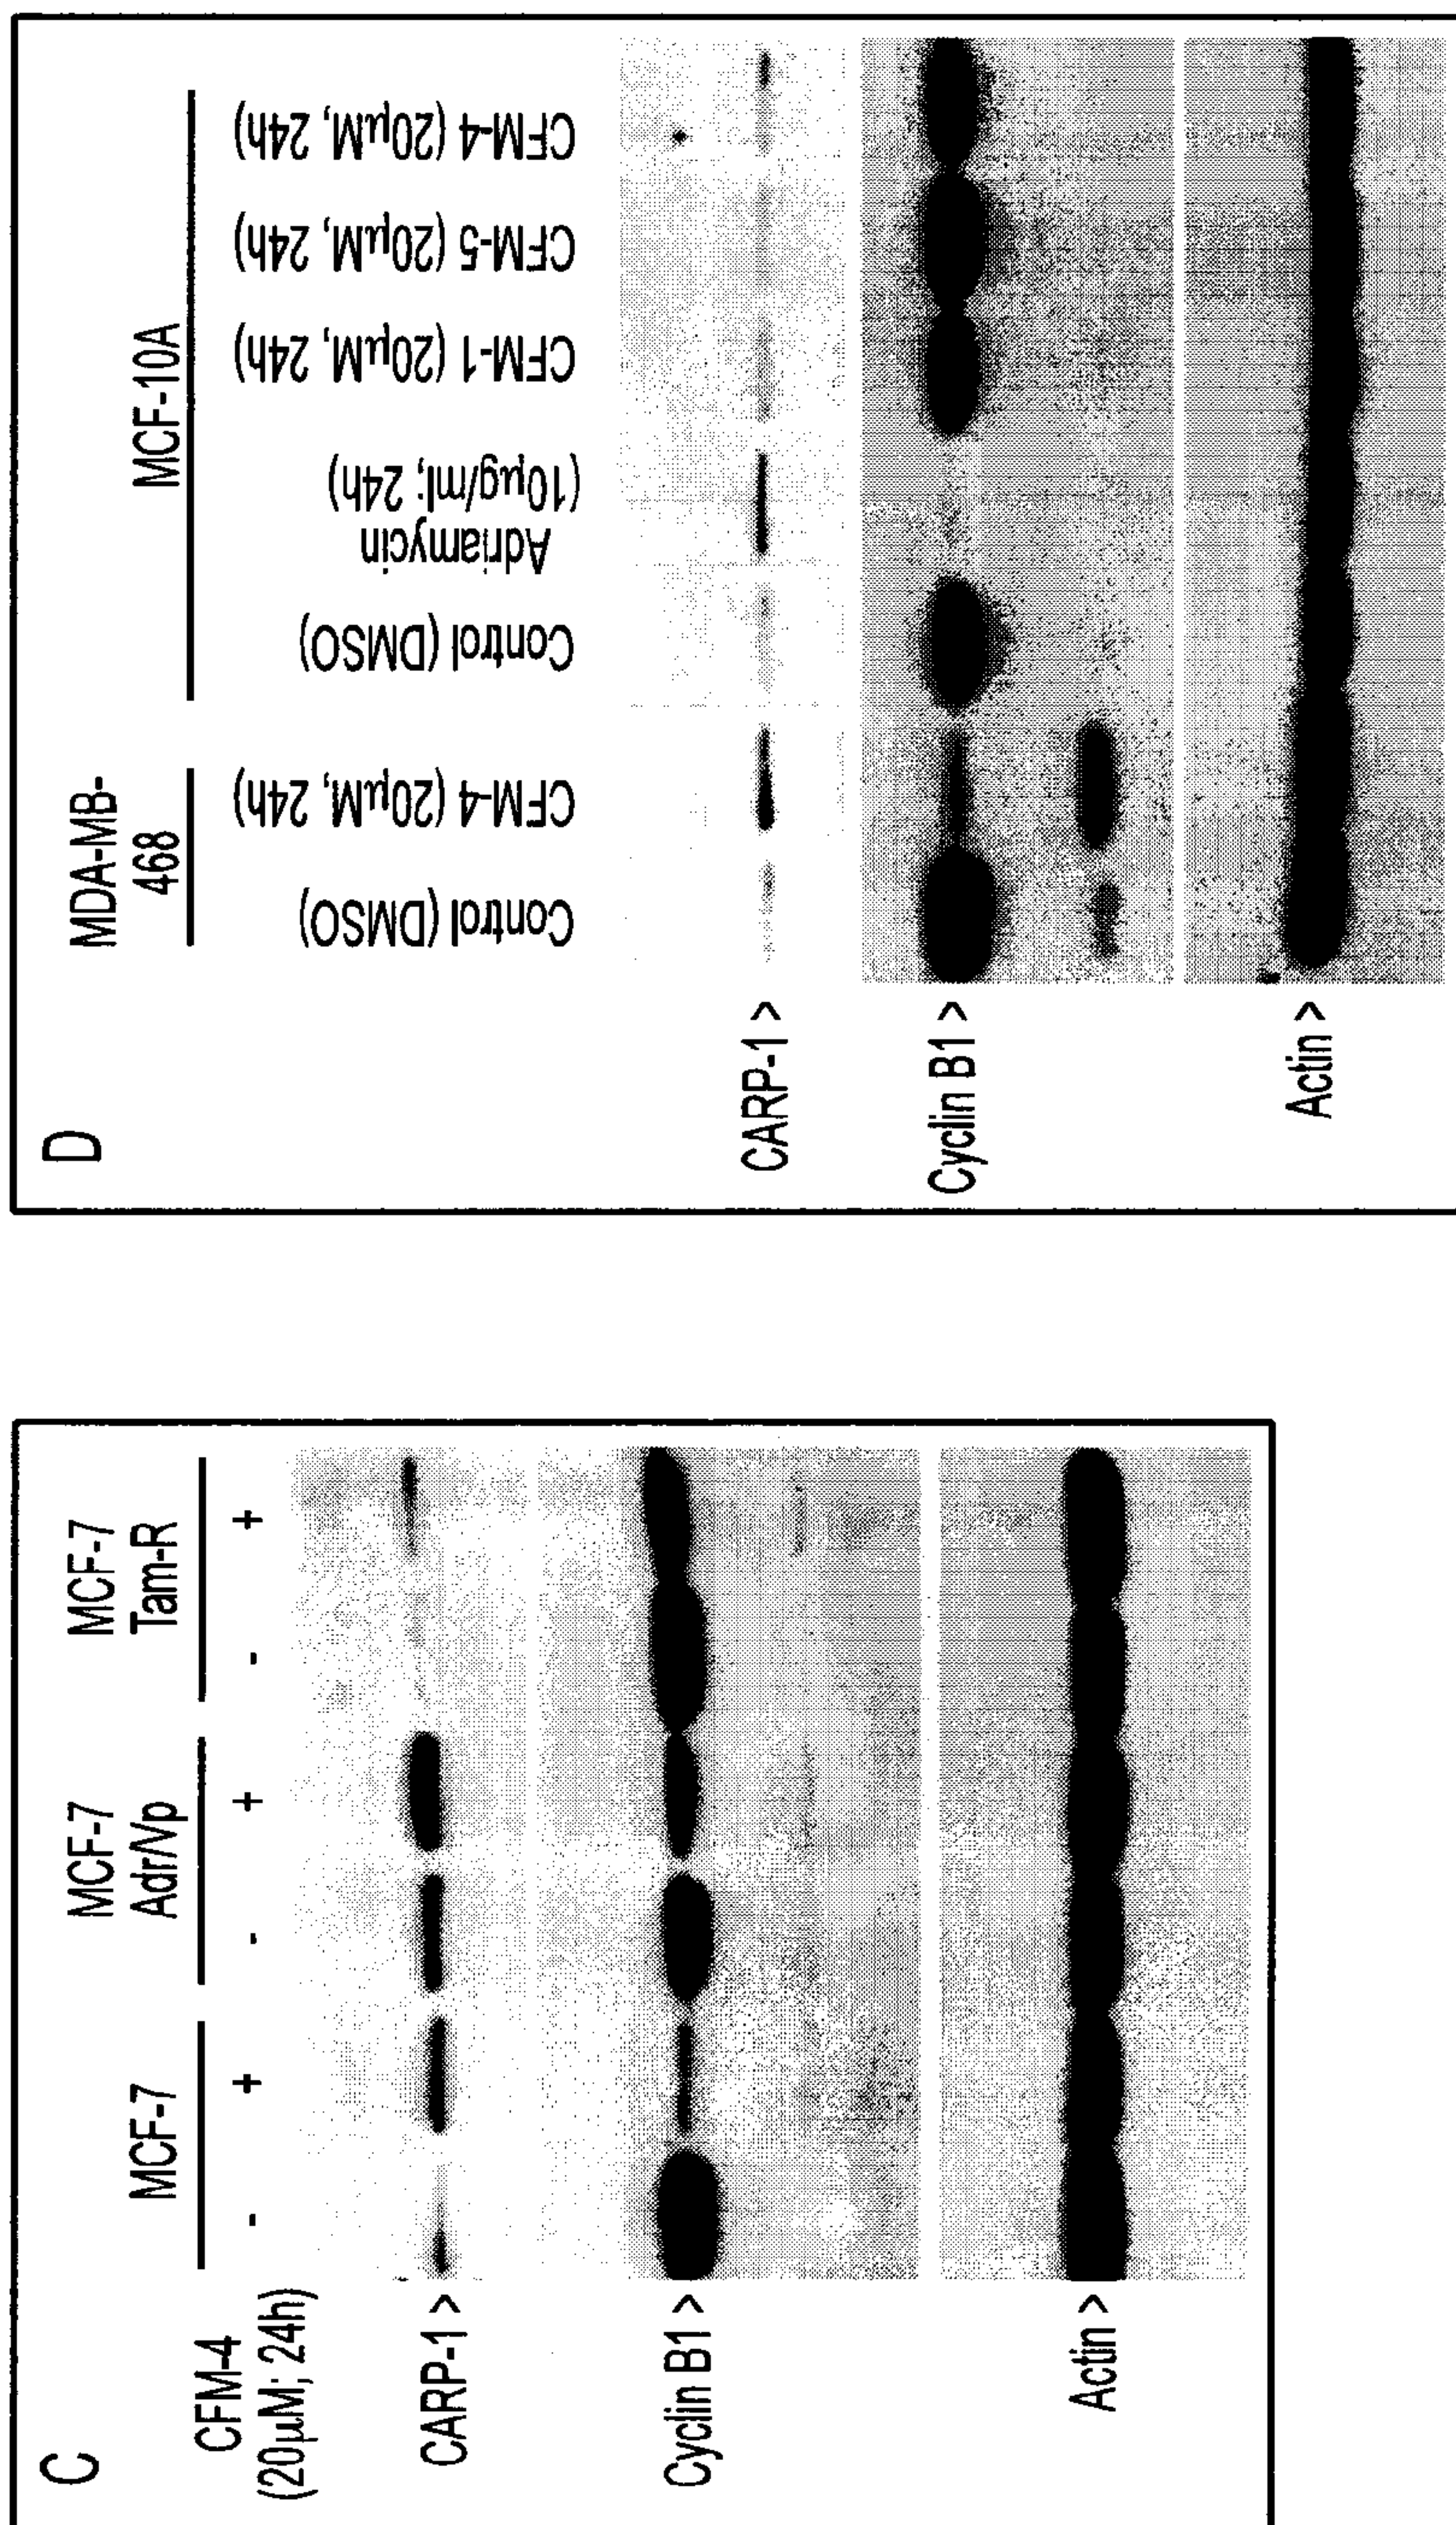 C
MCF-7
MCF-7
Adr/Vp
MCF-7
Tam-R
CFM-4
(20µM; 24h)
- + - + - +
CARP-1 >
Cyclin B1 >
Actin >
D
MDA-MB-
468
MCF-10A
Control (DMSO)
CFM-4 (20µM, 24h)
Control (DMSO)
Adriamycin
(10µg/ml; 24h)
CFM-1 (20µM, 24h)
CFM-5 (20µM, 24h)
CFM-4 (20µM, 24h)
CARP-1 >
Cyclin B1 >
Actin >